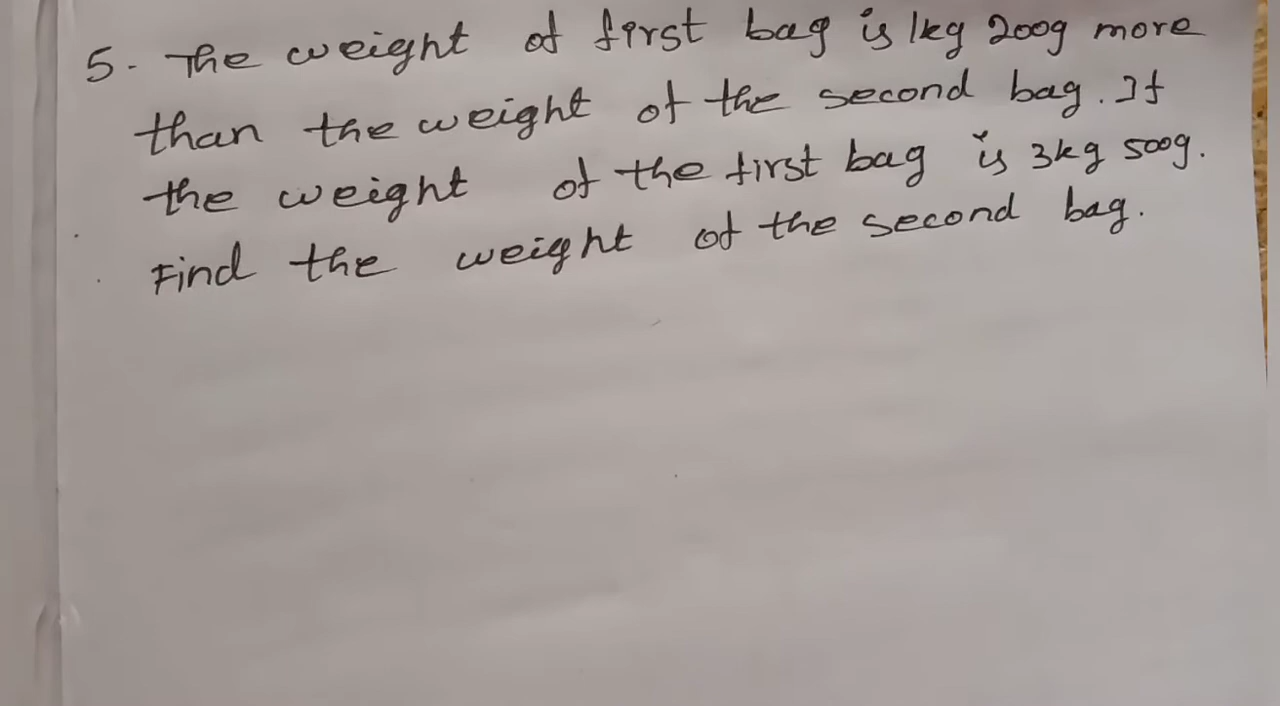 5. The weight of first bag is 1kg 200g more
than the weight of the second bag. If
the weight of the first bag is 3kg 500g.
Find the weight of the second bag.